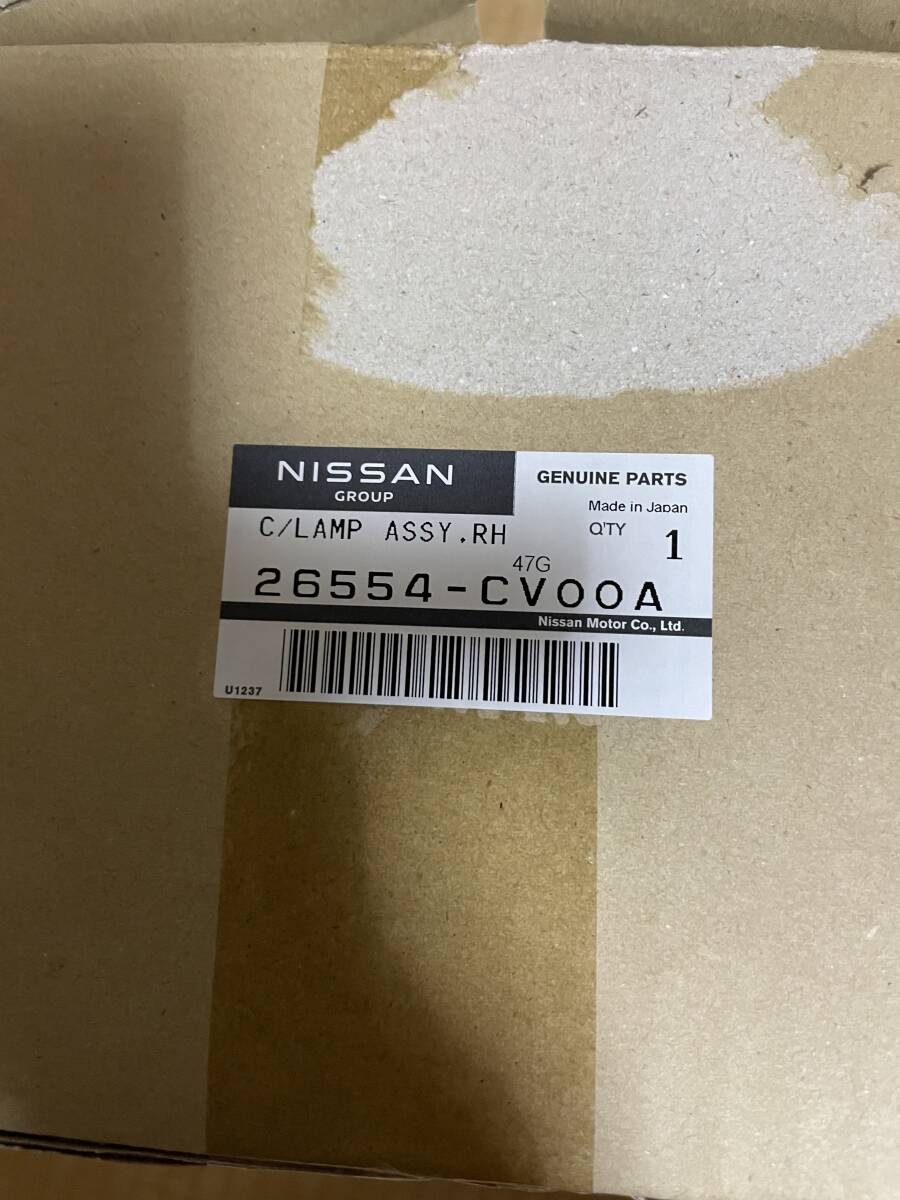 NISSAN
GROUP
GENUINE PARTS
Made in Japan
C/LAMP ASSY,RH
Q'TY 1
47G
26554-CV00A
Nissan Motor Co., Ltd.
U1237